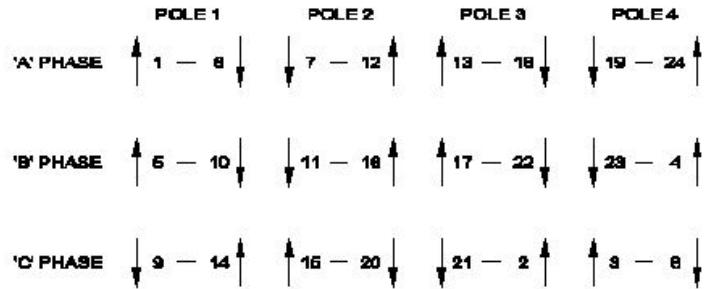 POLE 1 POLE 2 POLE 3 POLE 4
'A' PHASE 1 — 6 7 — 12 13 — 18 19 — 24
'B' PHASE 5 — 10 11 — 16 17 — 22 23 — 4
'C' PHASE 9 — 14 15 — 20 21 — 2 3 — 8